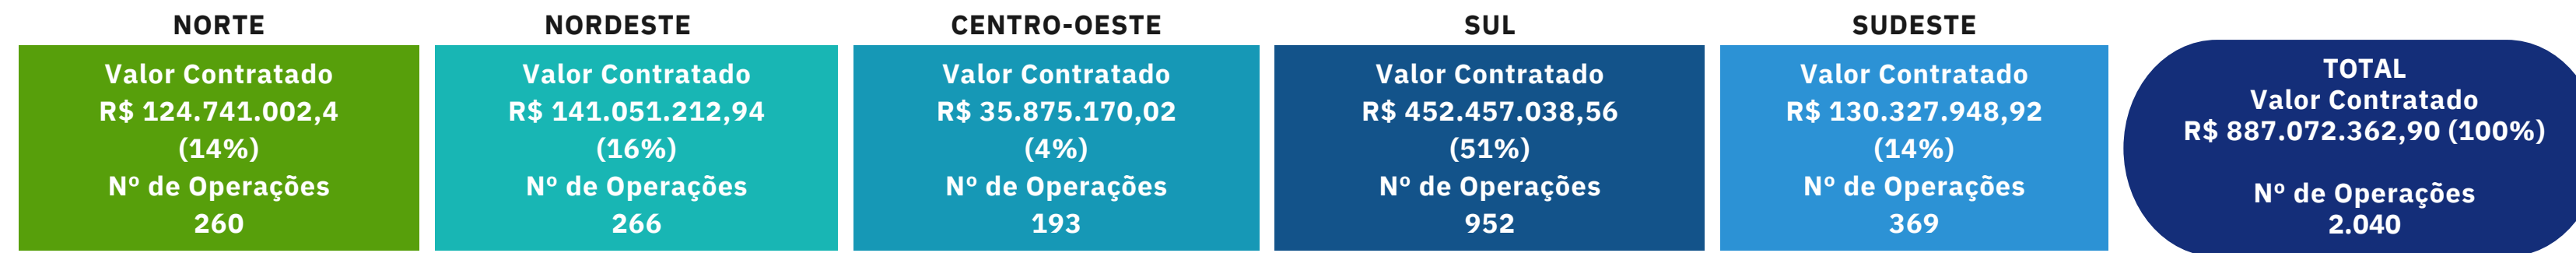 NORTE
Valor Contratado
R$ 124.741.002,4
(14%)
Nº de Operações
260
NORDESTE
Valor Contratado
R$ 141.051.212,94
(16%)
Nº de Operações
266
CENTRO-OESTE
Valor Contratado
R$ 35.875.170,02
(4%)
Nº de Operações
193
SUL
Valor Contratado
R$ 452.457.038,56
(51%)
Nº de Operações
952
SUDESTE
Valor Contratado
R$ 130.327.948,92
(14%)
Nº de Operações
369
TOTAL
Valor Contratado
R$ 887.072.362,90 (100%)
Nº de Operações
2.040